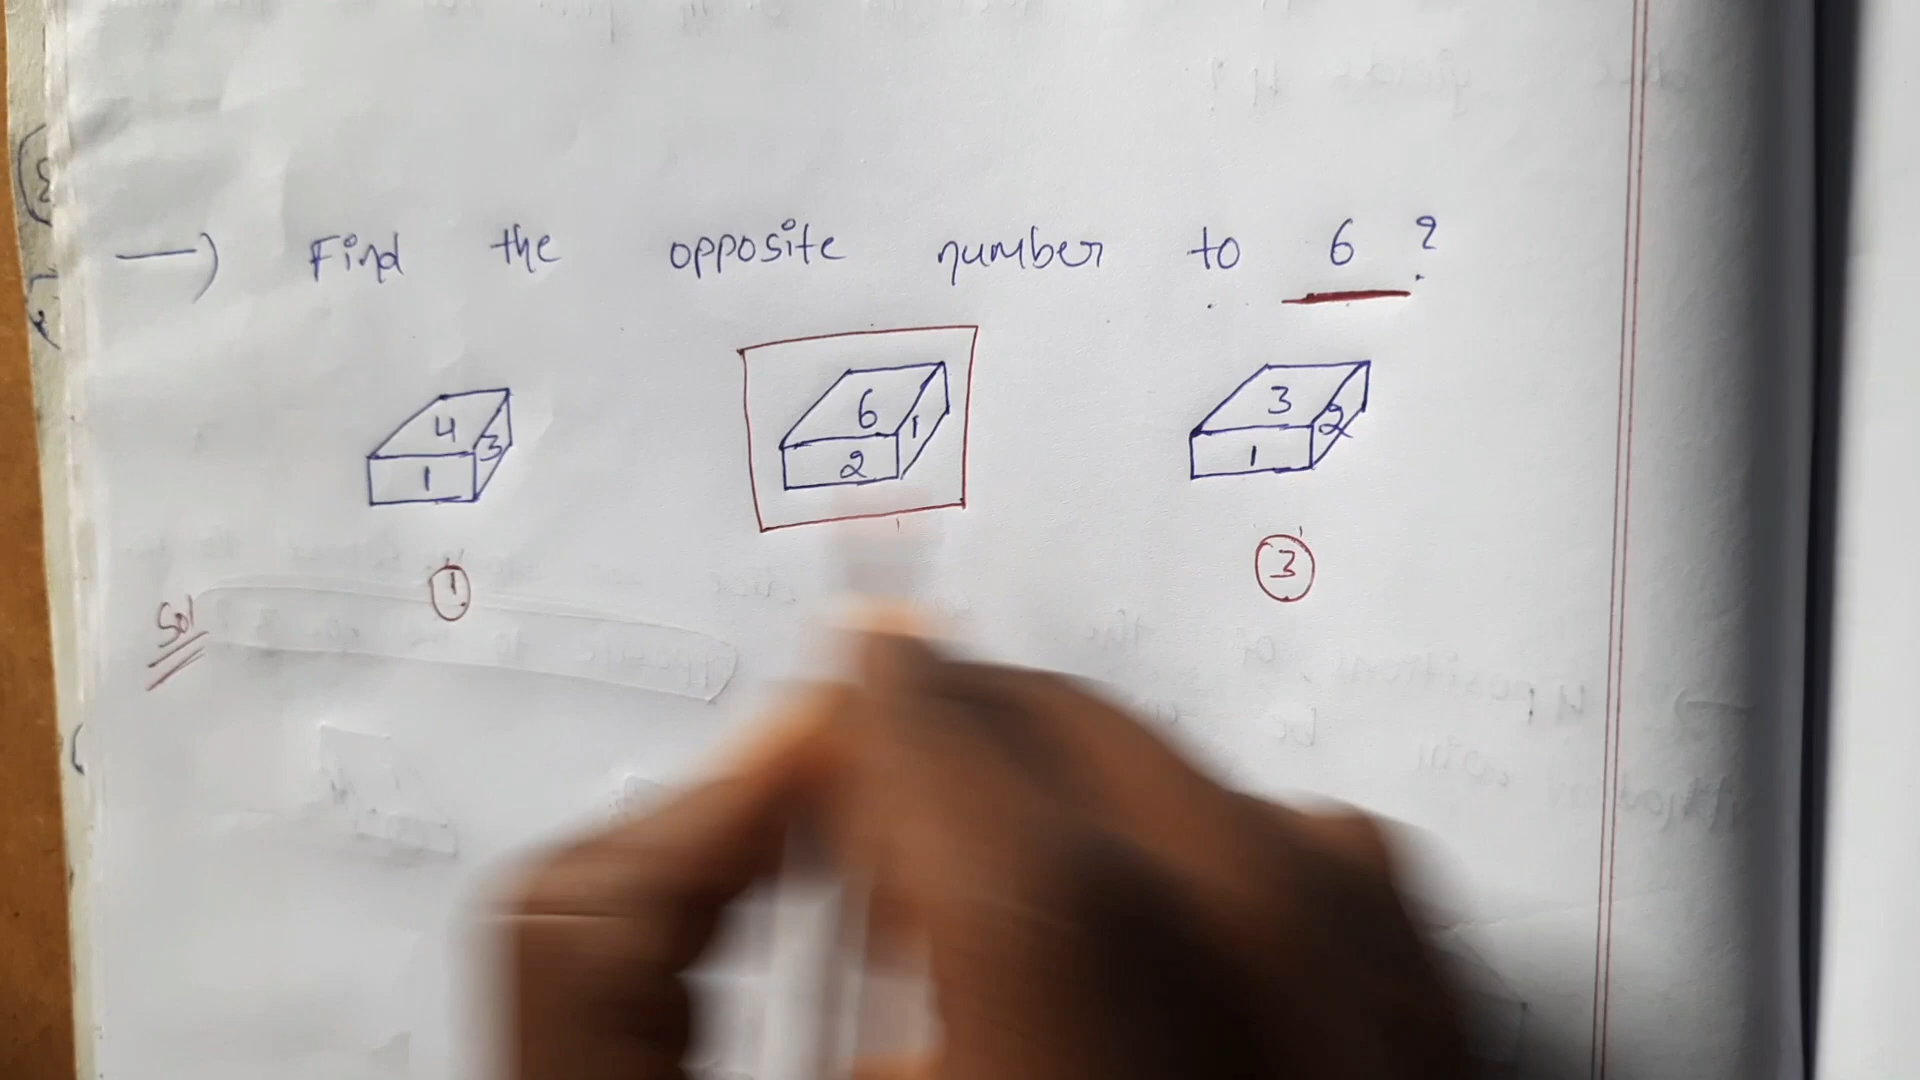 —) Find the opposite number to 6 ?
4 1 3
6 2 1
3 1 2
1 3
Sol